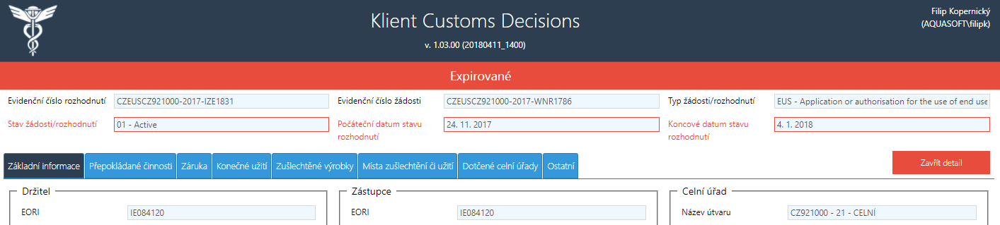 Klient Customs Decisions
v. 1.03.00 (20180411_1400)
Filip Kopernický
(AQUASOFT\filipk)
Expirované
Evidenční číslo rozhodnutí CZEUSCZ921000-2017-IZE1831 Evidenční číslo žádosti CZEUSCZ921000-2017-WNR1786 Typ žádosti/rozhodnutí EUS - Application or authorisation for the use of end use
Stav žádosti/rozhodnutí 01 - Active Počáteční datum stavu rozhodnutí 24. 11. 2017 Koncové datum stavu rozhodnutí 4. 1. 2018
Základní informace Přepokládané činnosti Záruka Konečné užití Zušlechtěné výrobky Místa zušlechtění či užití Dotčené celní úřady Ostatní Zavřít detail
Držitel Zástupce Celní úřad
EORI IE084120 EORI IE084120 Název útvaru CZ921000 - 21 - CELNÍ